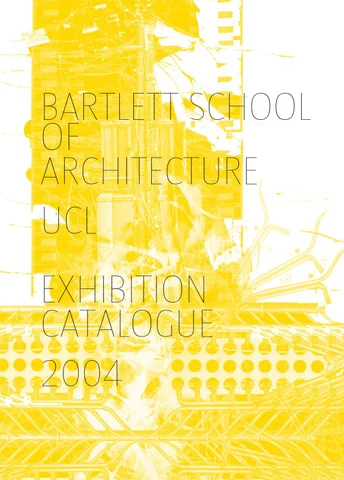 BARTLETT SCHOOL
OF
ARCHITECTURE
UCL
EXHIBITION
CATALOGUE
2004